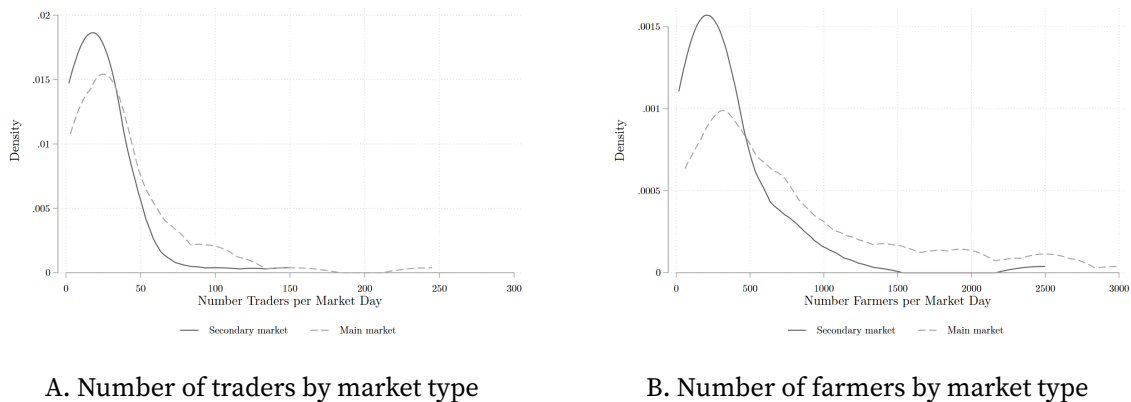 .02
.015
.01
.005
0
Density
0 50 100 150 200 250 300
Number Traders per Market Day
Secondary market Main market
A. Number of traders by market type
.0015
.001
.0005
0
Density
0 500 1000 1500 2000 2500 3000
Number Farmers per Market Day
Secondary market Main market
B. Number of farmers by market type